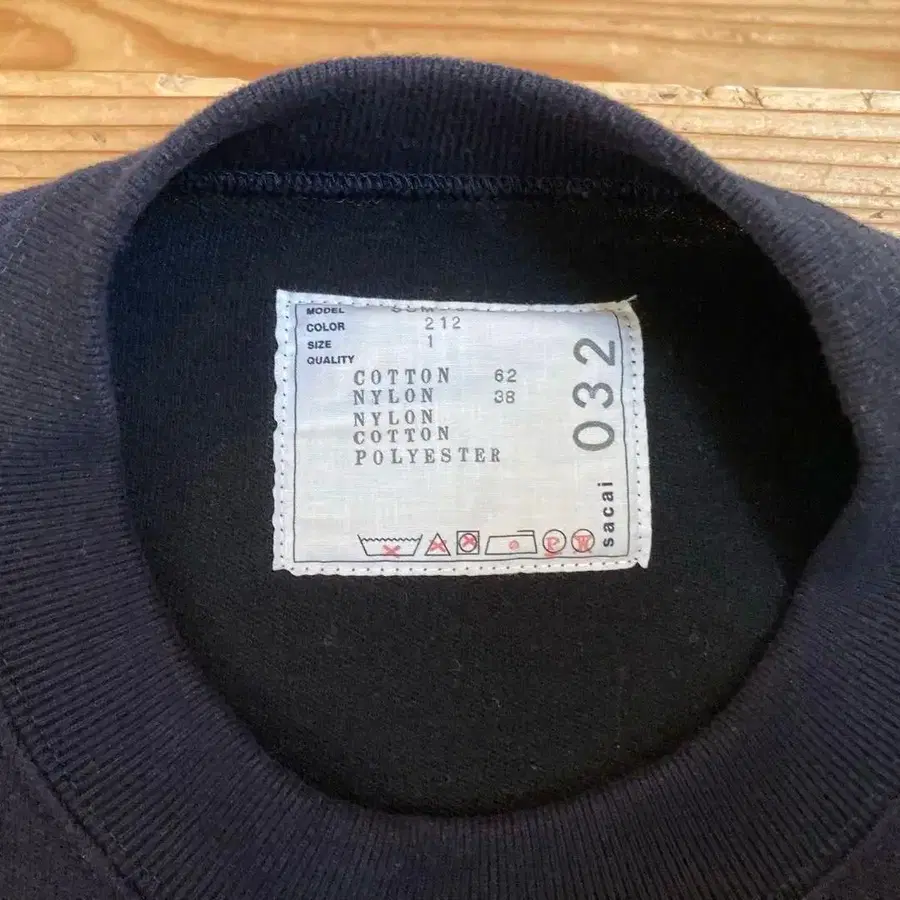 MODEL
COLOR 212
SIZE 1
QUALITY
COTTON 62
NYLON 38
NYLON
COTTON
POLYESTER
P W
sacai 032